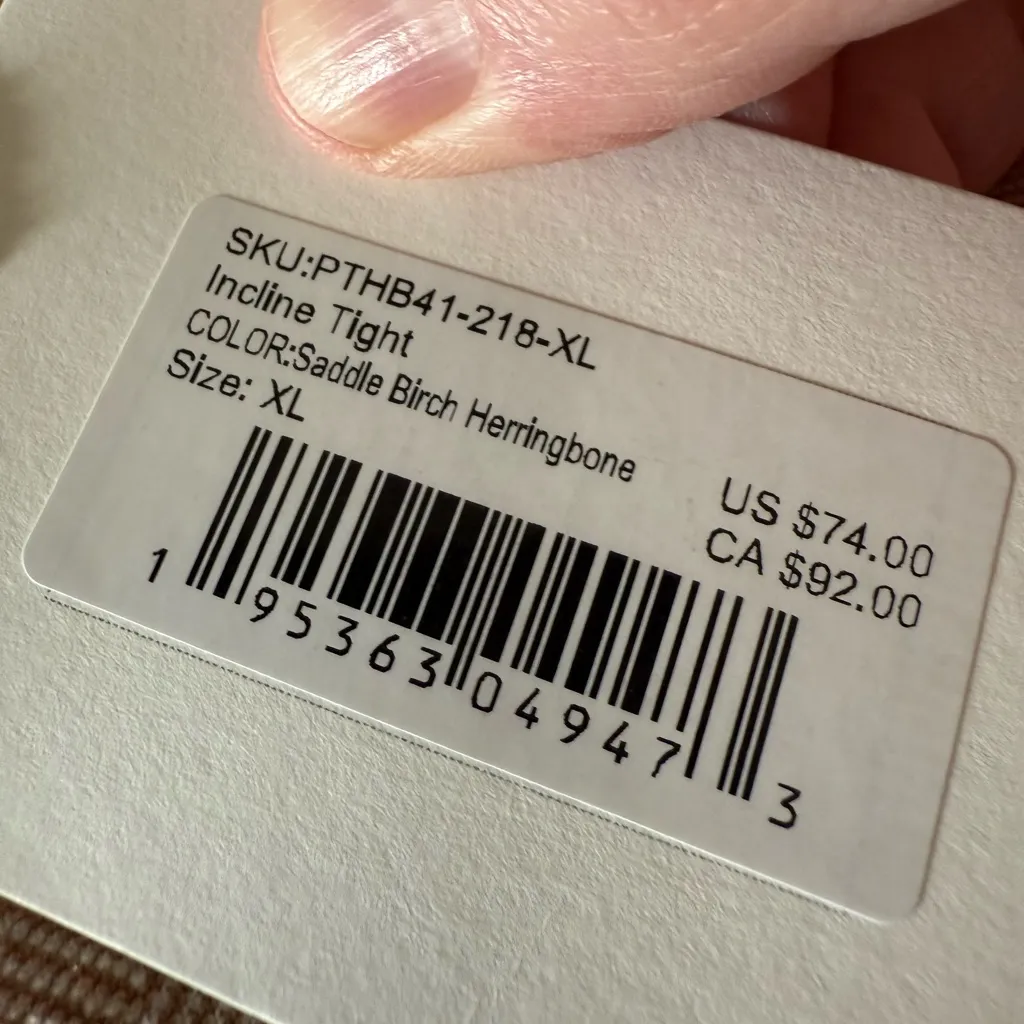 SKU:PTHB41-218-XL
Incline Tight
COLOR:Saddle Birch Herringbone
Size: XL
US $74.00
CA $92.00
1 95363 04947 3